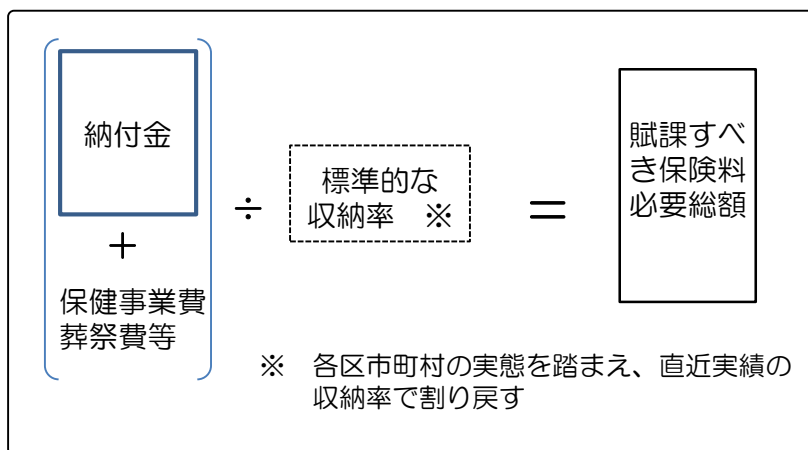 納付金
＋
保健事業費
葬祭費等
÷
標準的な
収納率　※
＝
賦課すべ
き保険料
必要総額
※　各区市町村の実態を踏まえ、直近実績の
収納率で割り戻す